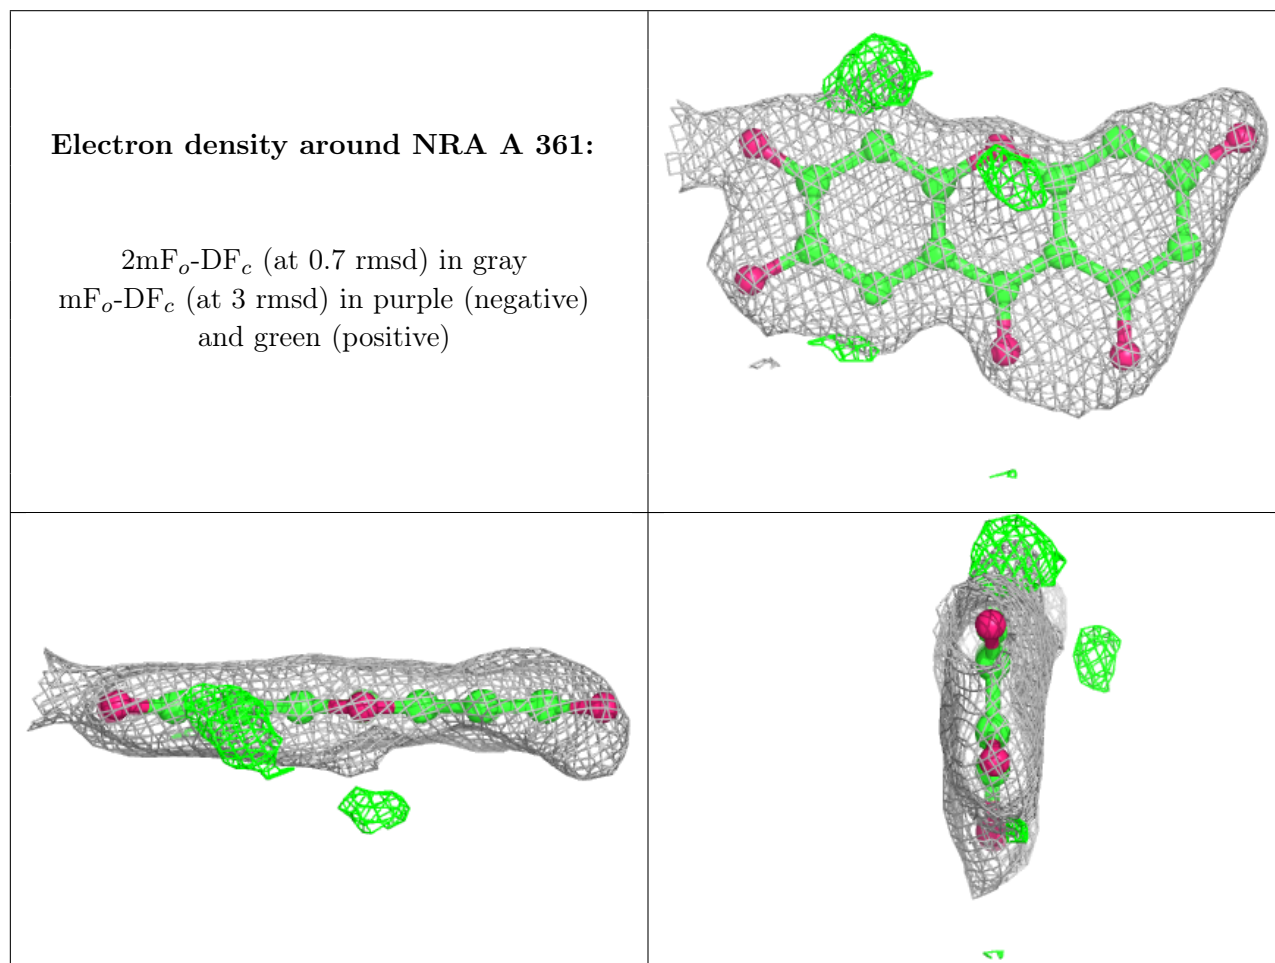 Electron density around NRA A 361:
2mFo-DFc (at 0.7 rmsd) in gray
mFo-DFc (at 3 rmsd) in purple (negative)
and green (positive)